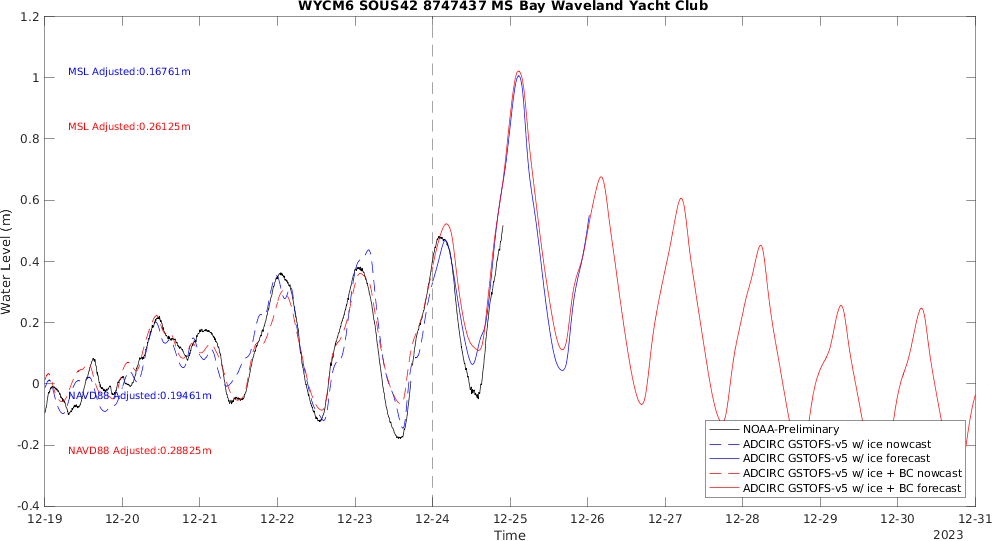 WYCM6 SOUS42 8747437 MS Bay Waveland Yacht Club
1.2
1
0.8
0.6
0.4
0.2
0
-0.2
-0.4
Water Level (m)
MSL Adjusted:0.16761m
MSL Adjusted:0.26125m
NAVD88 Adjusted:0.19461m
NAVD88 Adjusted:0.28825m
NOAA-Preliminary
ADCIRC GSTOFS-v5 w/ ice nowcast
ADCIRC GSTOFS-v5 w/ ice forecast
ADCIRC GSTOFS-v5 w/ ice + BC nowcast
ADCIRC GSTOFS-v5 w/ ice + BC forecast
12-19 12-20 12-21 12-22 12-23 12-24 12-25 12-26 12-27 12-28 12-29 12-30 12-31
Time
2023